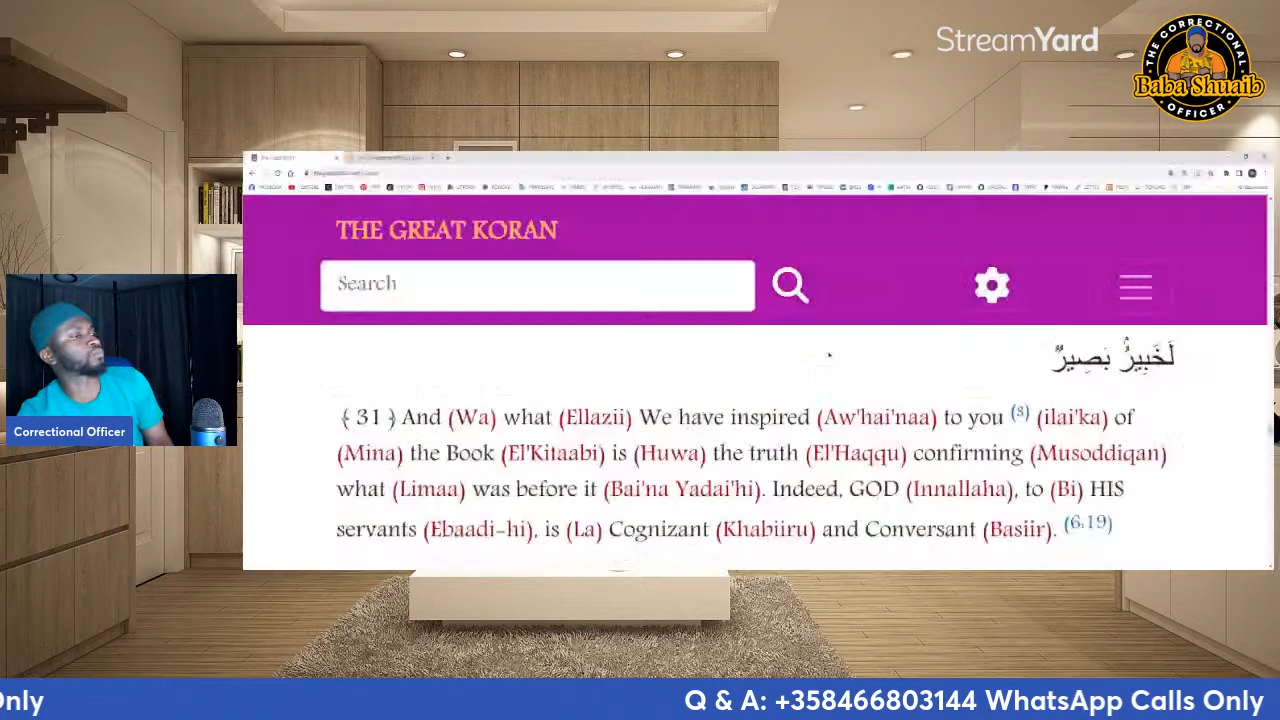 StreamYard
THE CORRECTIONAL
Baba Shuaib
OFFICER
THE GREAT KORAN
Search
لَخَبِيرٌۢ بَصِيرٌ
﴿ 31 ﴾ And (Wa) what (Ellazii) We have inspired (Aw'hai'naa) to you (s) (ilai'ka) of
(Mina) the Book (El'Kitaabi) is (Huwa) the truth (El'Haqqu) confirming (Musoddiqan)
what (Limaa) was before it (Bai'na Yadai'hi). Indeed, GOD (Innallaha), to (Bi) HIS
servants (Ebaadi-hi), is (La) Cognizant (Khabiiru) and Conversant (Basiir). (6:19)
Correctional Officer
Only
Q & A: +358466803144 WhatsApp Calls Only